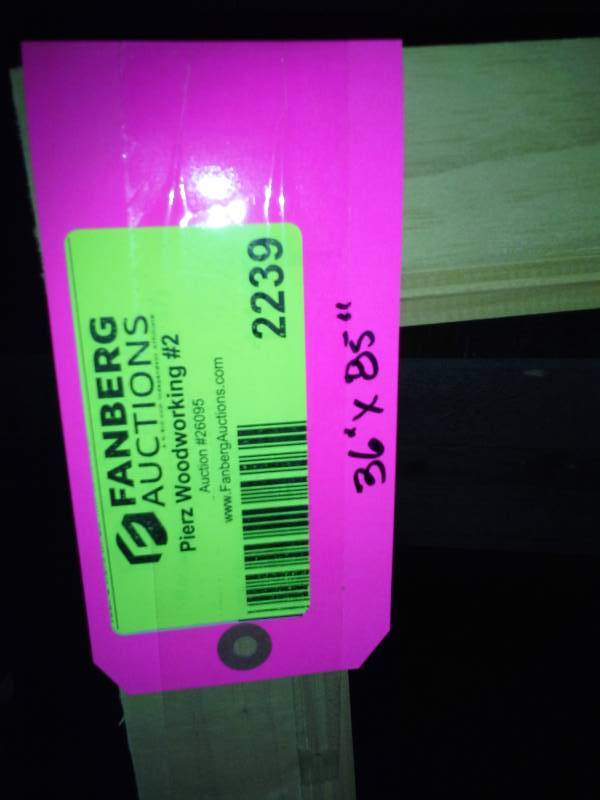 FANBERG
AUCTIONS
Pierz Woodworking #2
Auction #26095
www.FanbergAuctions.com
2239
36" X 85"